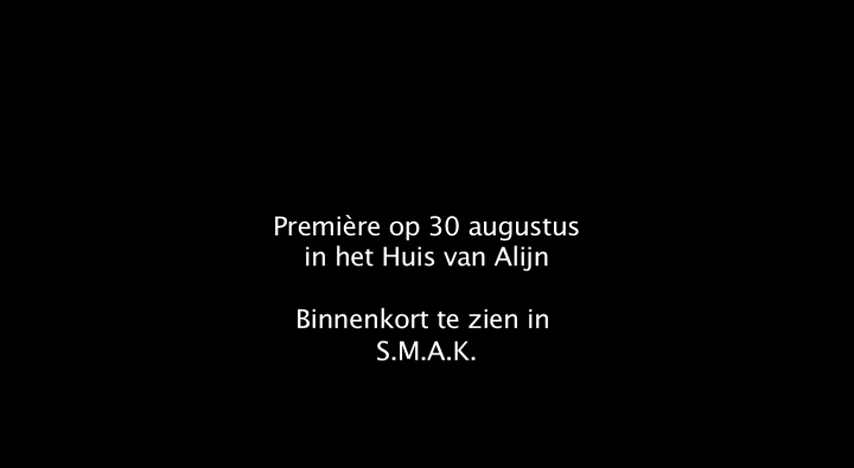 Première op 30 augustus
in het Huis van Alijn
Binnenkort te zien in
S.M.A.K.